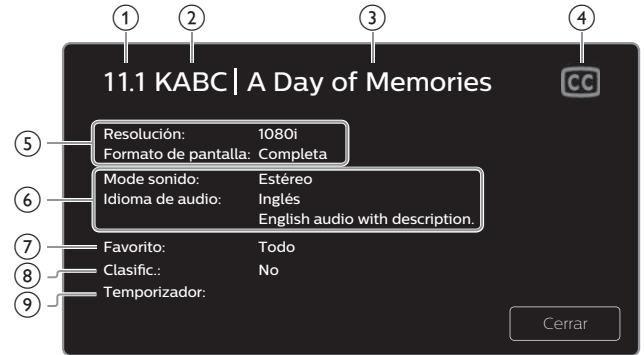 1 2 3 4
11.1 KABC | A Day of Memories CC
5 Resolución: 1080i
Formato de pantalla: Completa
6 Mode sonido: Estéreo
Idioma de audio: Inglés
English audio with description.
7 Favorito: Todo
8 Clasific.: No
9 Temporizador:
Cerrar